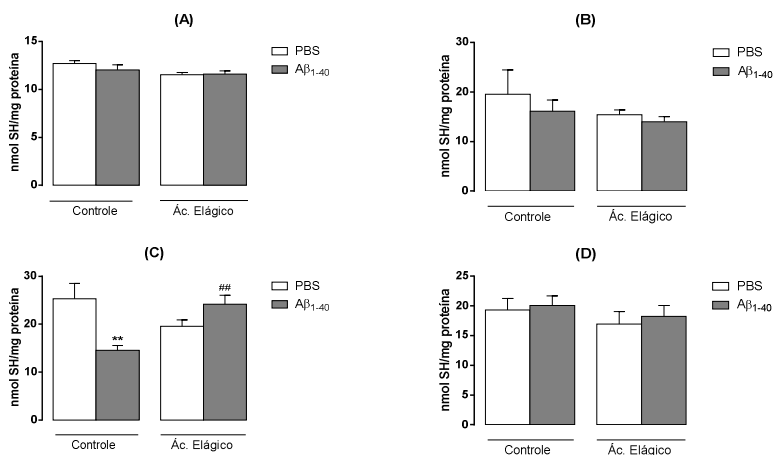 (A)
nmol SH/mg proteína
15
10
5
0
PBS
Aβ1-40
Controle
Ác. Elágico
(B)
nmol SH/mg proteína
30
20
10
0
PBS
Aβ1-40
Controle
Ác. Elágico
(C)
nmol SH/mg proteína
30
20
10
0
**
##
PBS
Aβ1-40
Controle
Ác. Elágico
(D)
nmol SH/mg proteína
25
20
15
10
5
0
PBS
Aβ1-40
Controle
Ác. Elágico